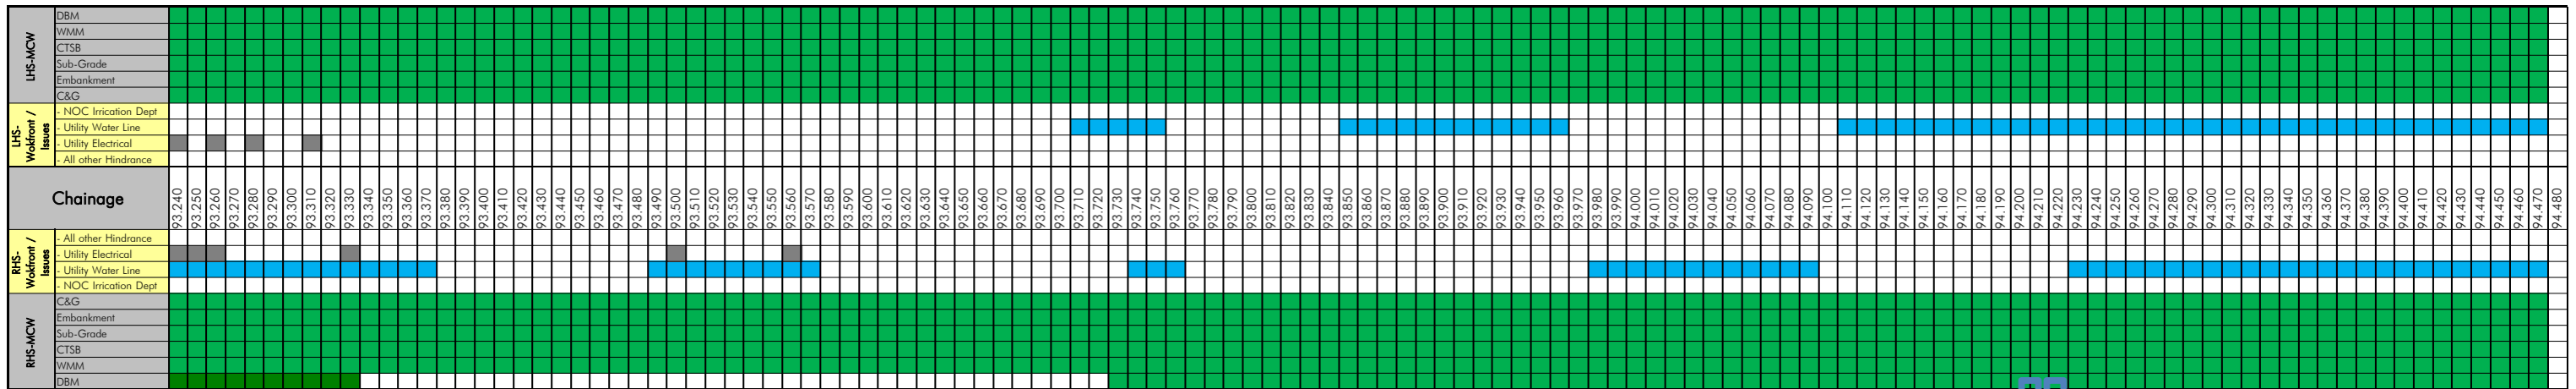 LHS-MCW
DBM
WMM
CTSB
Sub-Grade
Embankment
C&G
LHS-
Wokfront /
Issues
- NOC Irrication Dept
- Utility Water Line
- Utility Electrical
- All other Hindrance
Chainage
93.240 93.250 93.260 93.270 93.280 93.290 93.300 93.310 93.320 93.330 93.340 93.350 93.360 93.370 93.380 93.390 93.400 93.410 93.420 93.430 93.440 93.450 93.460 93.470 93.480 93.490 93.500 93.510 93.520 93.530 93.540 93.550 93.560 93.570 93.580 93.590 93.600 93.610 93.620 93.630 93.640 93.650 93.660 93.670 93.680 93.690 93.700 93.710 93.720 93.730 93.740 93.750 93.760 93.770 93.780 93.790 93.800 93.810 93.820 93.830 93.840 93.850 93.860 93.870 93.880 93.890 93.900 93.910 93.920 93.930 93.940 93.950 93.960 93.970 93.980 93.990 94.000 94.010 94.020 94.030 94.040 94.050 94.060 94.070 94.080 94.090 94.100 94.110 94.120 94.130 94.140 94.150 94.160 94.170 94.180 94.190 94.200 94.210 94.220 94.230 94.240 94.250 94.260 94.270 94.280 94.290 94.300 94.310 94.320 94.330 94.340 94.350 94.360 94.370 94.380 94.390 94.400 94.410 94.420 94.430 94.440 94.450 94.460 94.470 94.480
RHS-
Wokfront /
Issues
- All other Hindrance
- Utility Electrical
- Utility Water Line
- NOC Irrication Dept
RHS-MCW
C&G
Embankment
Sub-Grade
CTSB
WMM
DBM